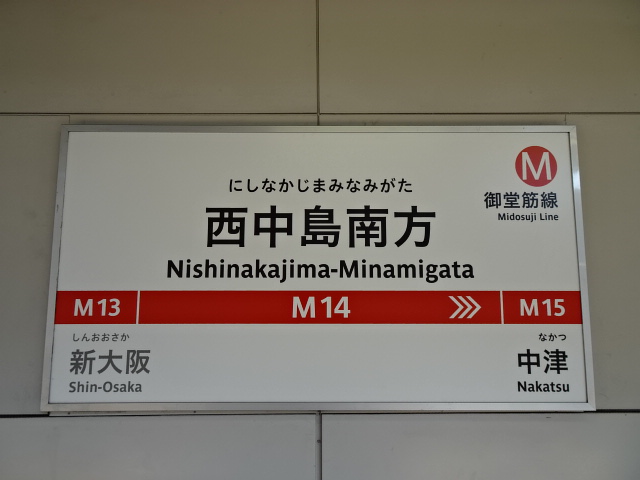 M
御堂筋線
Midosuji Line
にしなかじまみなみがた
西中島南方
Nishinakajima-Minamigata
M13 M14 M15
しんおおさか
新大阪
Shin-Osaka
なかつ
中津
Nakatsu